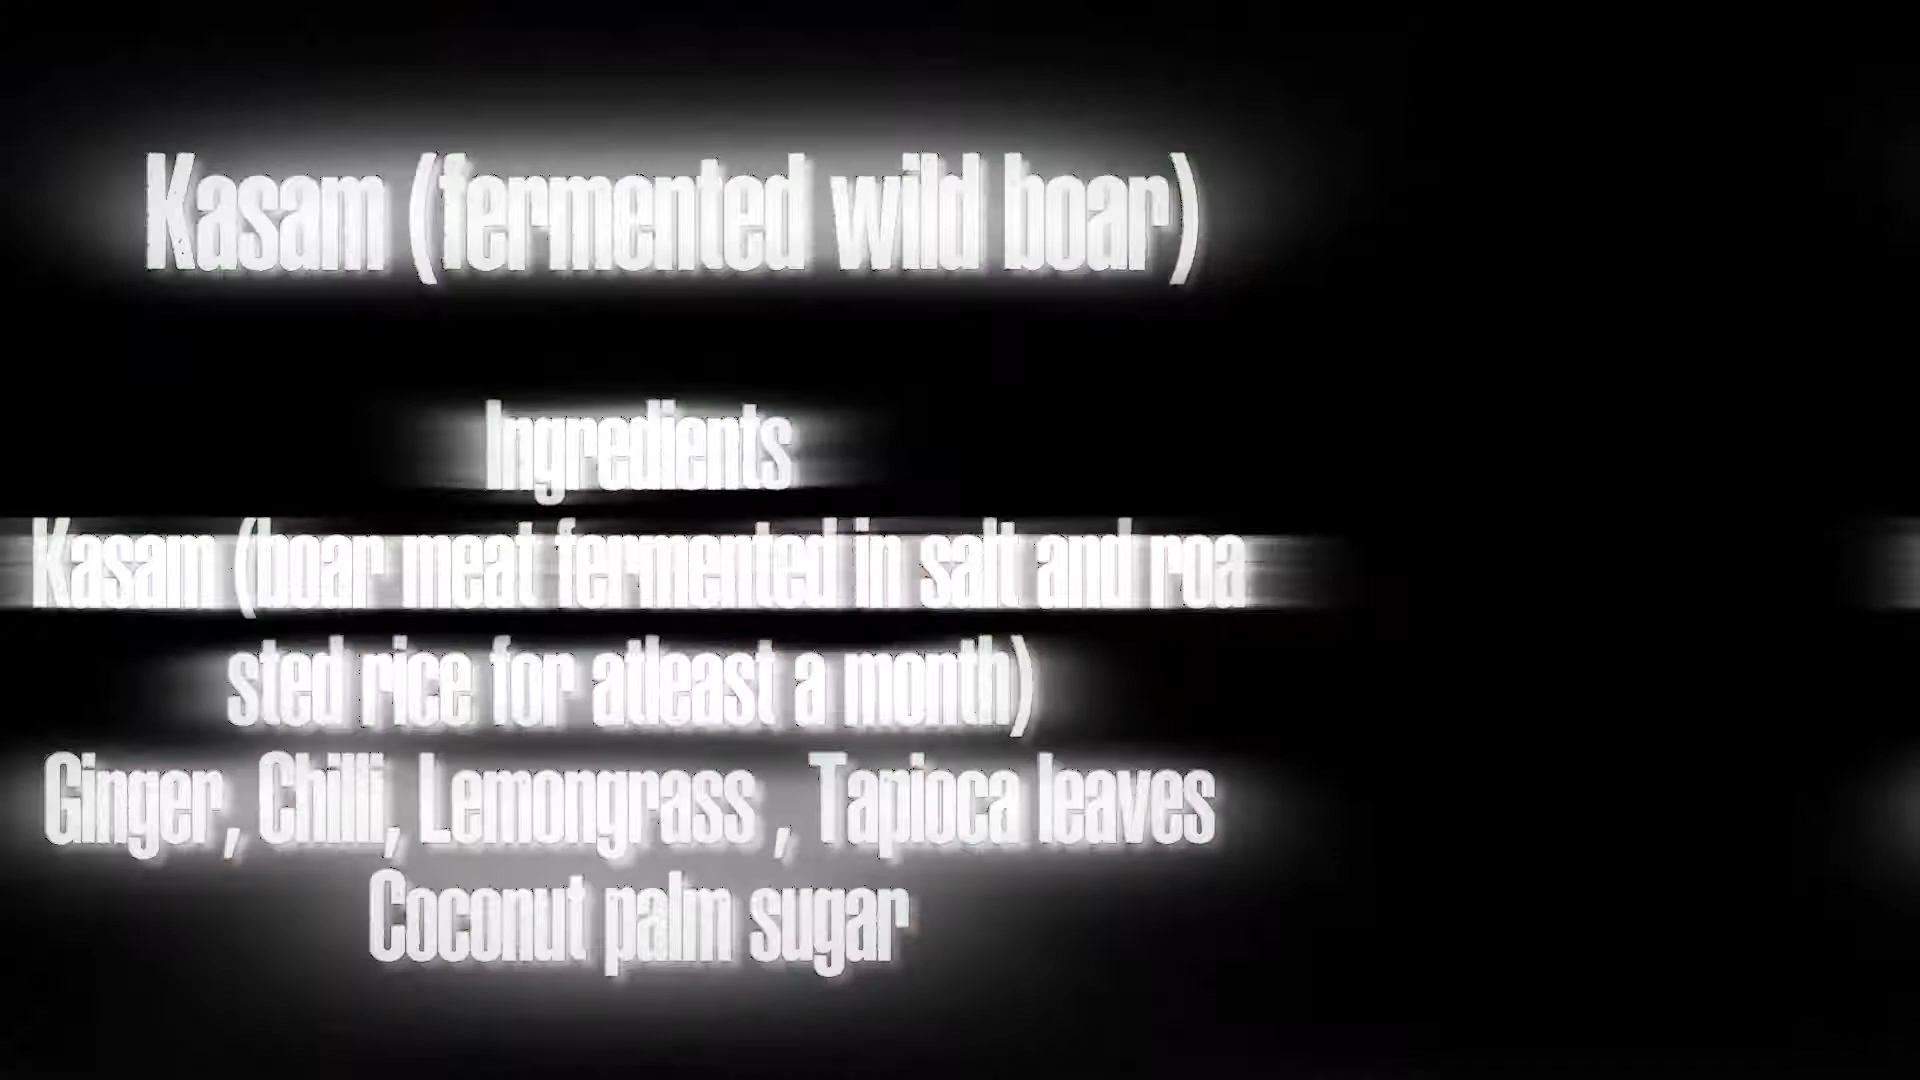 Kasam (fermented wild boar)
Ingredients
Kasam (boar meat fermented in salt and roa
sted rice for atleast a month)
Ginger, Chilli, Lemongrass , Tapioca leaves
Coconut palm sugar